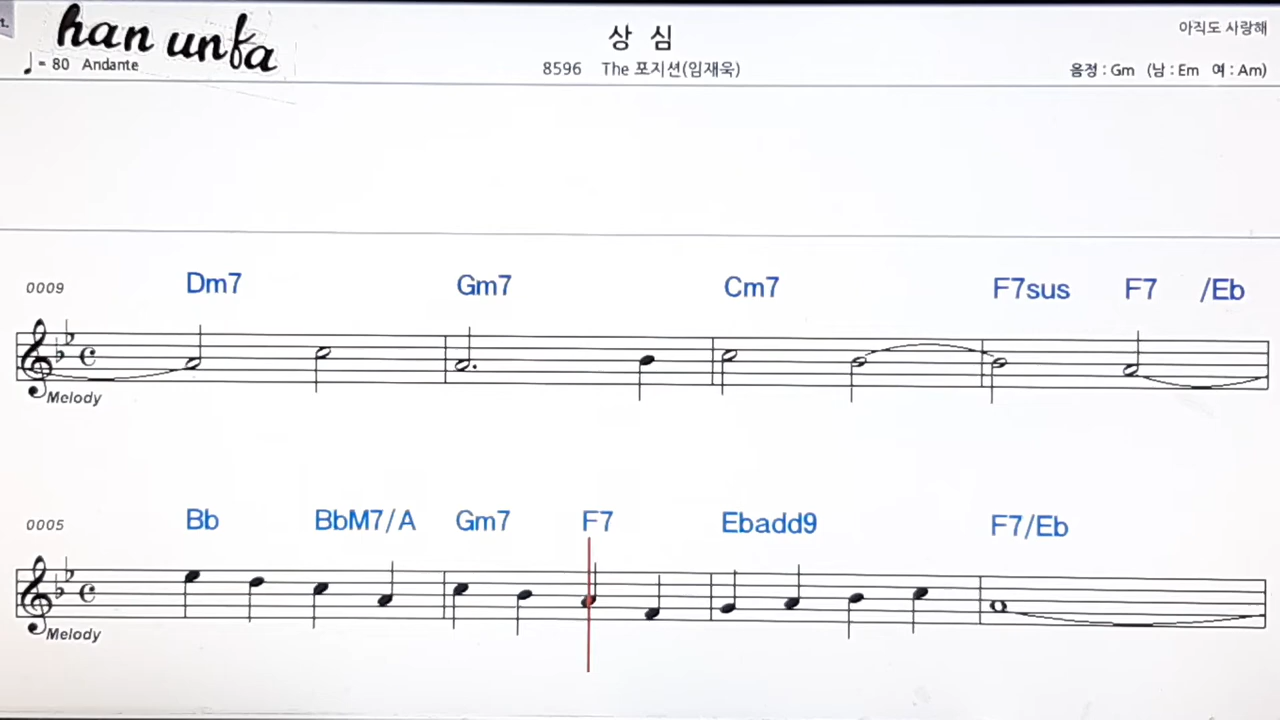 han unfa
♩= 80 Andante
상 심
8596 The 포지션(임재욱)
아직도 사랑해
음정 : Gm (남 : Em 여 : Am)
0009 Dm7 Gm7 Cm7 F7sus F7 /Eb
Melody
0005 Bb BbM7/A Gm7 F7 Ebadd9 F7/Eb
Melody